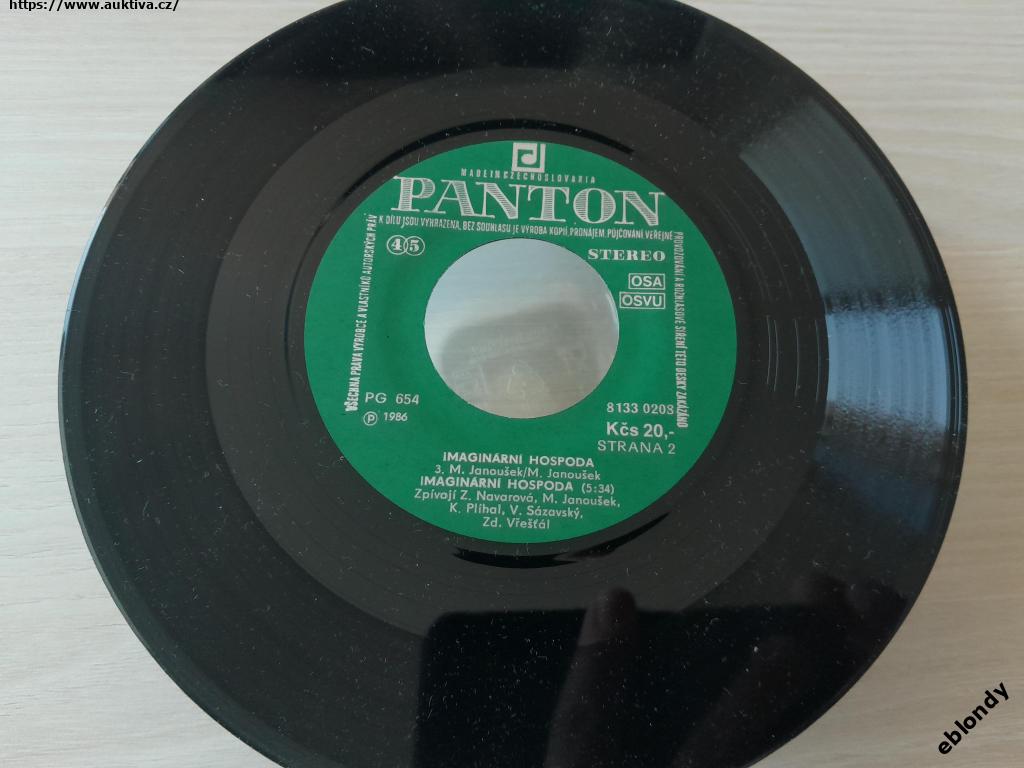 https://www.auktiva.cz/
MADE IN CZECHOSLOVAKIA
PANTON
VŠECHNA PRÁVA VÝROBCE A VLASTNÍKŮ AUTORSKÝCH PRÁV
K DÍLU JSOU VYHRAZENA. BEZ SOUHLASU JE VÝROBA KOPIÍ, PRONÁJEM, PŮJČOVÁNÍ VEŘEJNÉ
PROVOZOVÁNÍ A ROZHLASOVÉ ŠÍŘENÍ TÉTO DESKY ZAKÁZÁNO
45
STEREO
OSA
OSVU
PG 654
8133 0208
Ⓟ 1986
Kčs 20,-
STRANA 2
IMAGINÁRNÍ HOSPODA
3. M. Janoušek/M. Janoušek
IMAGINÁRNÍ HOSPODA (5:34)
Zpívají Z. Navarová, M. Janoušek,
K. Plíhal, V. Sázavský,
Zd. Vřešťál
eblondy